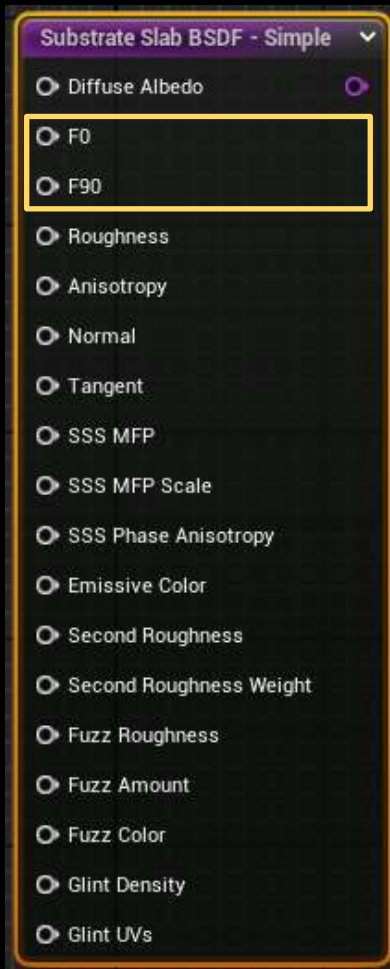 Substrate Slab BSDF - Simple
Diffuse Albedo
F0
F90
Roughness
Anisotropy
Normal
Tangent
SSS MFP
SSS MFP Scale
SSS Phase Anisotropy
Emissive Color
Second Roughness
Second Roughness Weight
Fuzz Roughness
Fuzz Amount
Fuzz Color
Glint Density
Glint UVs